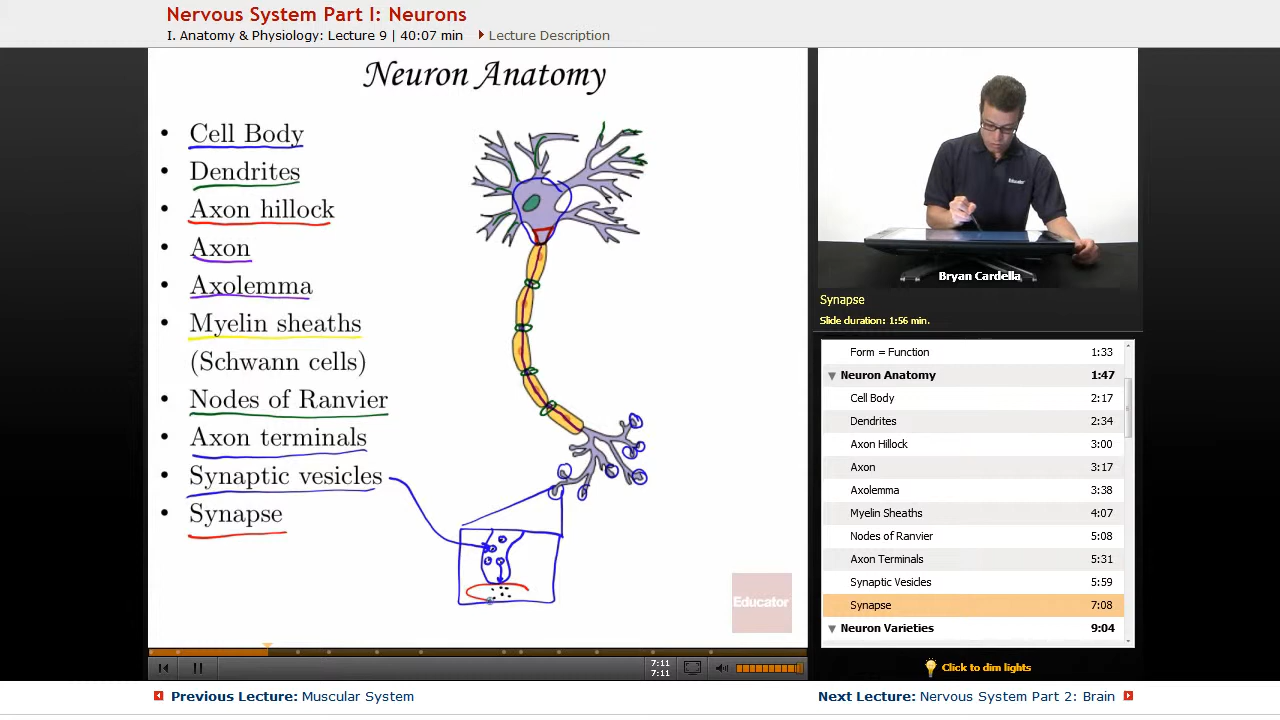 Nervous System Part I: Neurons
I. Anatomy & Physiology: Lecture 9 | 40:07 min
Lecture Description
Neuron Anatomy
• Cell Body
• Dendrites
• Axon hillock
• Axon
• Axolemma
• Myelin sheaths
(Schwann cells)
• Nodes of Ranvier
• Axon terminals
• Synaptic vesicles
• Synapse
Educator
Educator
Bryan Cardella
Synapse
Slide duration: 1:56 min.
Form = Function 1:33
Neuron Anatomy 1:47
Cell Body 2:17
Dendrites 2:34
Axon Hillock 3:00
Axon 3:17
Axolemma 3:38
Myelin Sheaths 4:07
Nodes of Ranvier 5:08
Axon Terminals 5:31
Synaptic Vesicles 5:59
Synapse 7:08
Neuron Varieties 9:04
7:11
7:11
Click to dim lights
Previous Lecture: Muscular System
Next Lecture: Nervous System Part 2: Brain